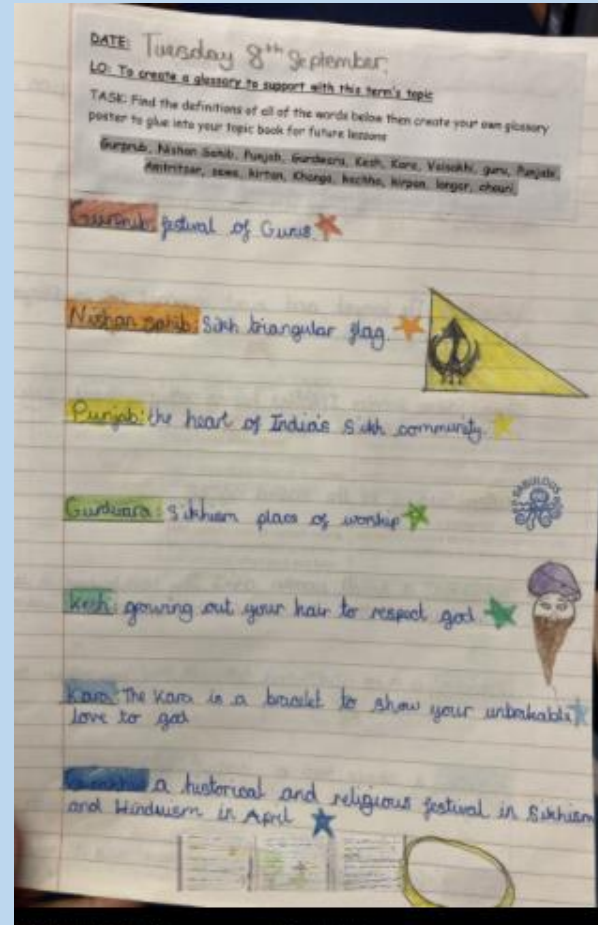 DATE: Tuesday 8th September.
LO: To create a glossary to support with this term's topic
TASK: Find the definitions of all of the words below then create your own glossary
poster to glue into your topic book for future lessons
Gurprub, Nishan Sahib, Punjab, Gurdwara, Kesh, Kara, Vaisakhi, guru, Punjabi,
Amitritsar, sewa, kirtan, Khanga, kachha, kirpan, langar, chauri,
Gurprub: festival of Gurus.
Nishan sahib: Sikh triangular flag.
Punjab: the heart of India's Sikh community.
Gurdwara: Sikhism place of worship
FABULOUS
Kesh: growing out your hair to respect god.
Kara: The Kara is a bracelet to show your unbrakable
love to god
a historical and religious festival in Sikhism
and Hinduism in April